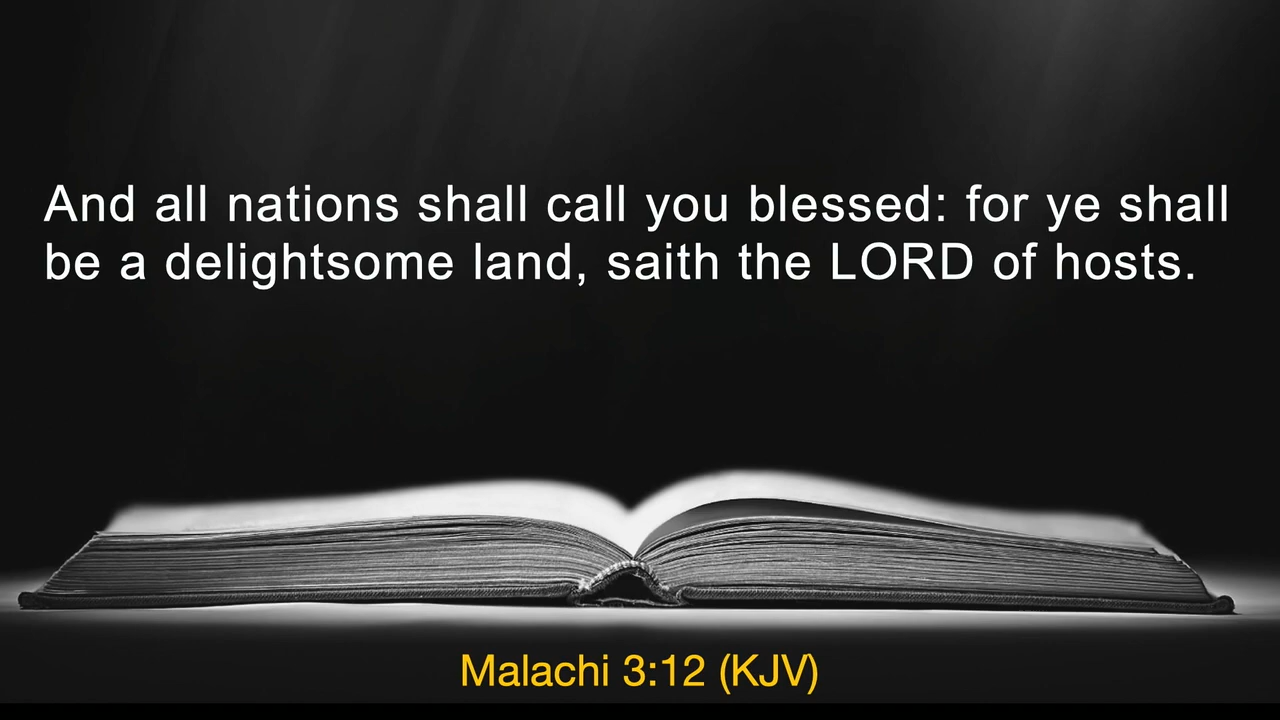 And all nations shall call you blessed: for ye shall
be a delightsome land, saith the LORD of hosts.
Malachi 3:12 (KJV)